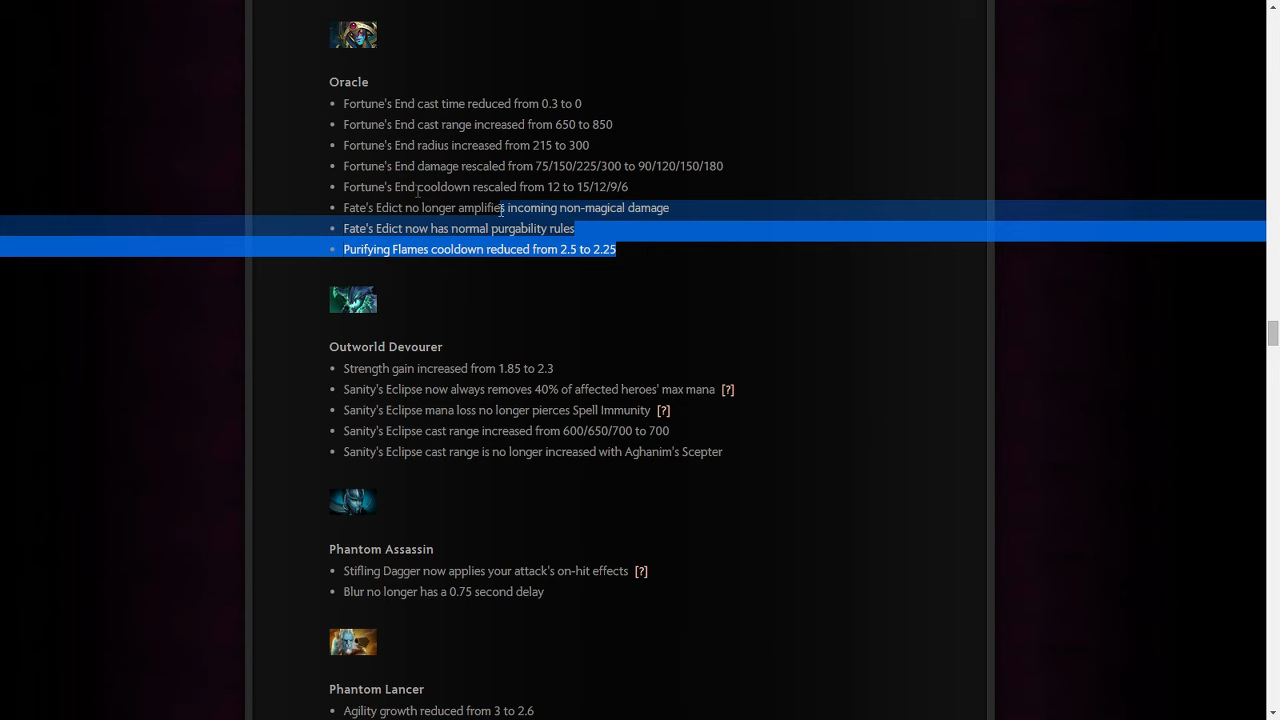 Oracle
• Fortune's End cast time reduced from 0.3 to 0
• Fortune's End cast range increased from 650 to 850
• Fortune's End radius increased from 215 to 300
• Fortune's End damage rescaled from 75/150/225/300 to 90/120/150/180
• Fortune's End cooldown rescaled from 12 to 15/12/9/6
• Fate's Edict no longer amplifies incoming non-magical damage
• Fate's Edict now has normal purgability rules
• Purifying Flames cooldown reduced from 2.5 to 2.25
Outworld Devourer
• Strength gain increased from 1.85 to 2.3
• Sanity's Eclipse now always removes 40% of affected heroes' max mana [?]
• Sanity's Eclipse mana loss no longer pierces Spell Immunity [?]
• Sanity's Eclipse cast range increased from 600/650/700 to 700
• Sanity's Eclipse cast range is no longer increased with Aghanim's Scepter
Phantom Assassin
• Stifling Dagger now applies your attack's on-hit effects [?]
• Blur no longer has a 0.75 second delay
Phantom Lancer
• Agility growth reduced from 3 to 2.6